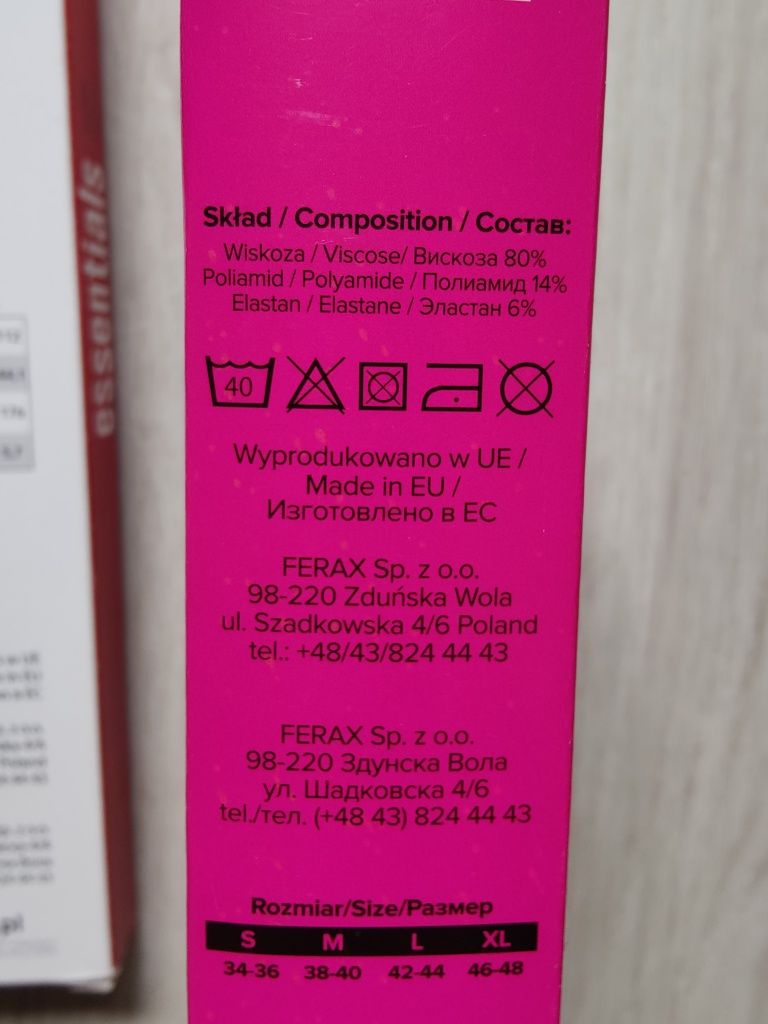 essentials
Skład / Composition / Состав:
Wiskoza / Viscose/ Вискоза 80%
Poliamid / Polyamide / Полиамид 14%
Elastan / Elastane / Эластан 6%
40
Wyprodukowano w UE /
Made in EU /
Изготовлено в ЕС
FERAX Sp. z o.o.
98-220 Zduńska Wola
ul. Szadkowska 4/6 Poland
tel.: +48/43/824 44 43
FERAX Sp. z o.o.
98-220 Здунска Вола
ул. Шадковска 4/6
tel./тел. (+48 43) 824 44 43
Rozmiar/Size/Размер
S M L XL
34-36 38-40 42-44 46-48